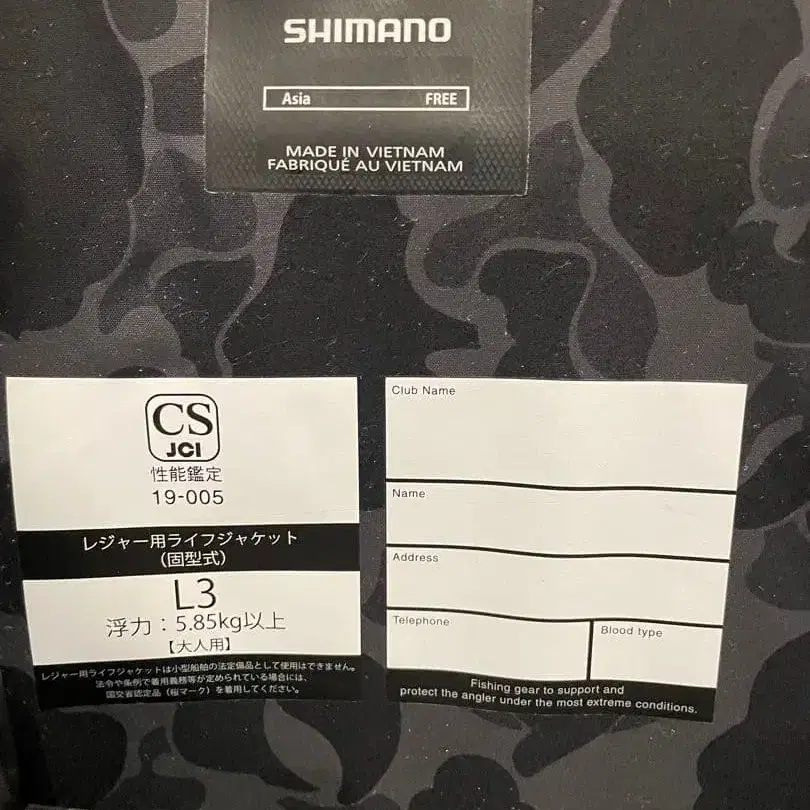 SHIMANO
Asia FREE
MADE IN VIETNAM
FABRIQUÉ AU VIETNAM
CS
JCI
性能鑑定
19-005
レジャー用ライフジャケット
(固型式)
L3
浮力：5.85kg以上
【大人用】
レジャー用ライフジャケットは小型船舶の法定備品として使用はできません。
法令や条例で着用義務等が定められている場合には、
国交省認定品（桜マーク）を着用してください。
Club Name
Name
Address
Telephone
Blood type
Fishing gear to support and
protect the angler under the most extreme conditions.